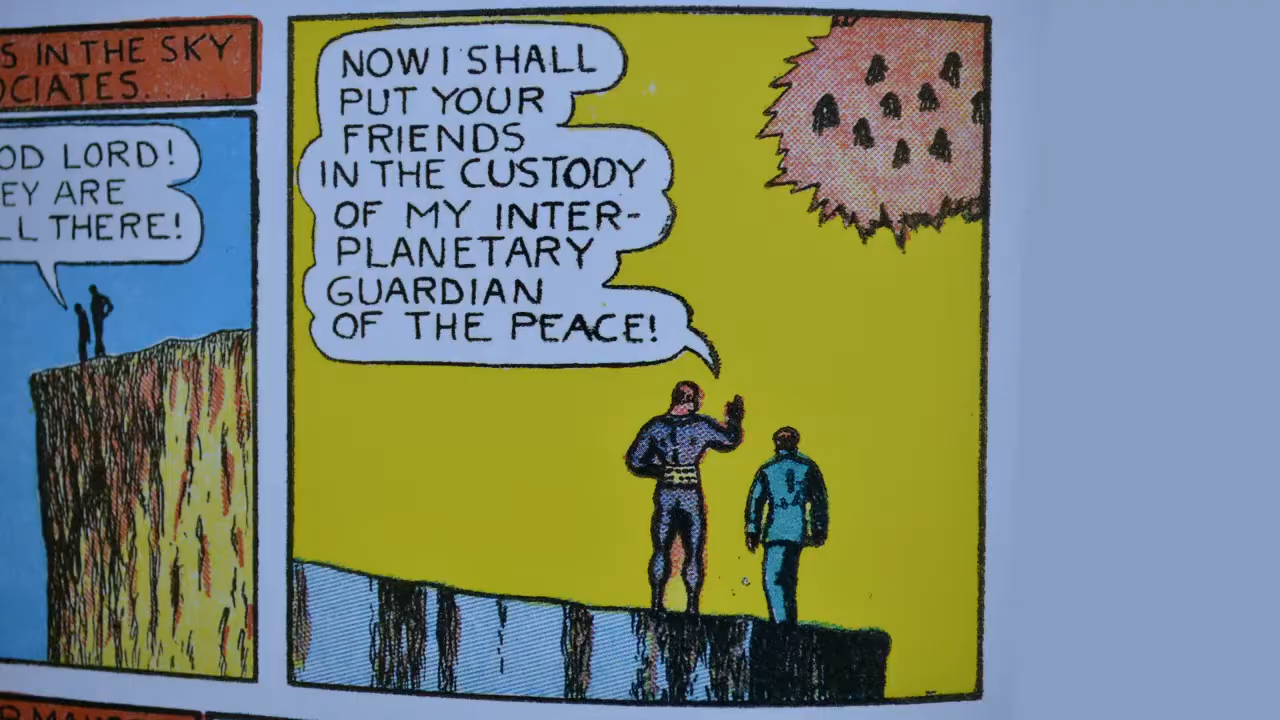 S IN THE SKY
OCIATES.....
OD LORD!
EY ARE
LL THERE!
NOW I SHALL
PUT YOUR
FRIENDS
IN THE CUSTODY
OF MY INTER-
PLANETARY
GUARDIAN
OF THE PEACE!